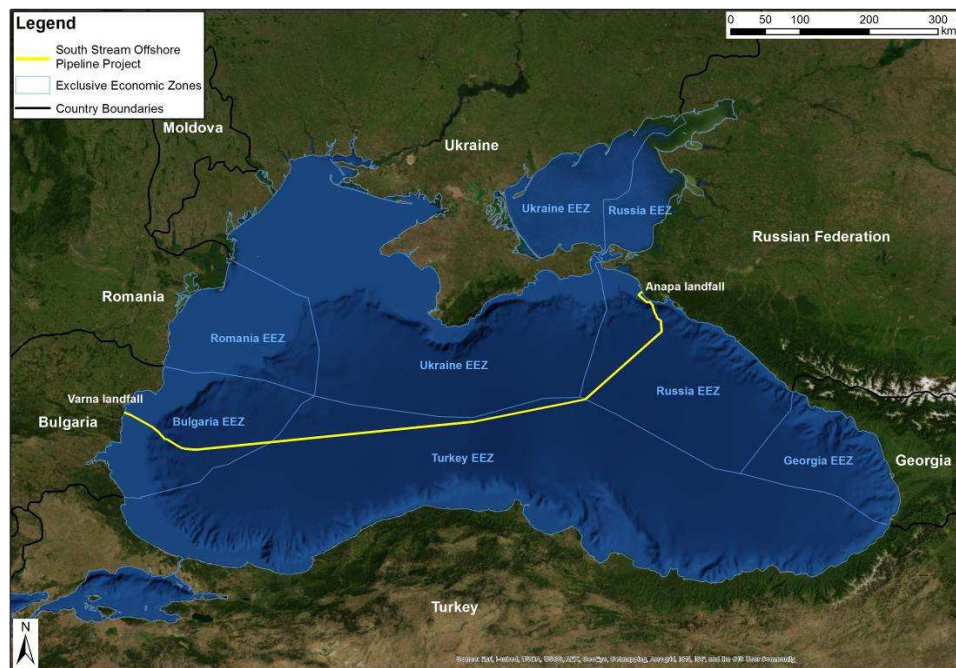 Legend
South Stream Offshore
Pipeline Project
Exclusive Economic Zones
Country Boundaries
0 50 100 200 300
km
Moldova
Ukraine
Ukraine EEZ
Russia EEZ
Russian Federation
Anapa landfall
Romania
Romania EEZ
Ukraine EEZ
Russia EEZ
Varna landfall
Bulgaria EEZ
Bulgaria
Turkey EEZ
Georgia EEZ
Georgia
Turkey
N